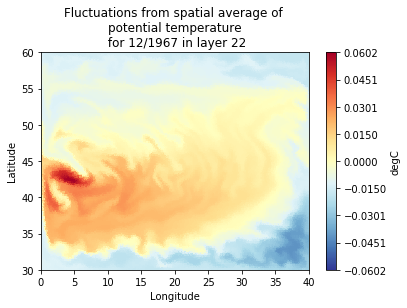 Fluctuations from spatial average of
potential temperature
for 12/1967 in layer 22
60
55
50
45
40
35
30
Latitude
0 5 10 15 20 25 30 35 40
Longitude
0.0602
0.0451
0.0301
0.0150
0.0000
−0.0150
−0.0301
−0.0451
−0.0602
degC